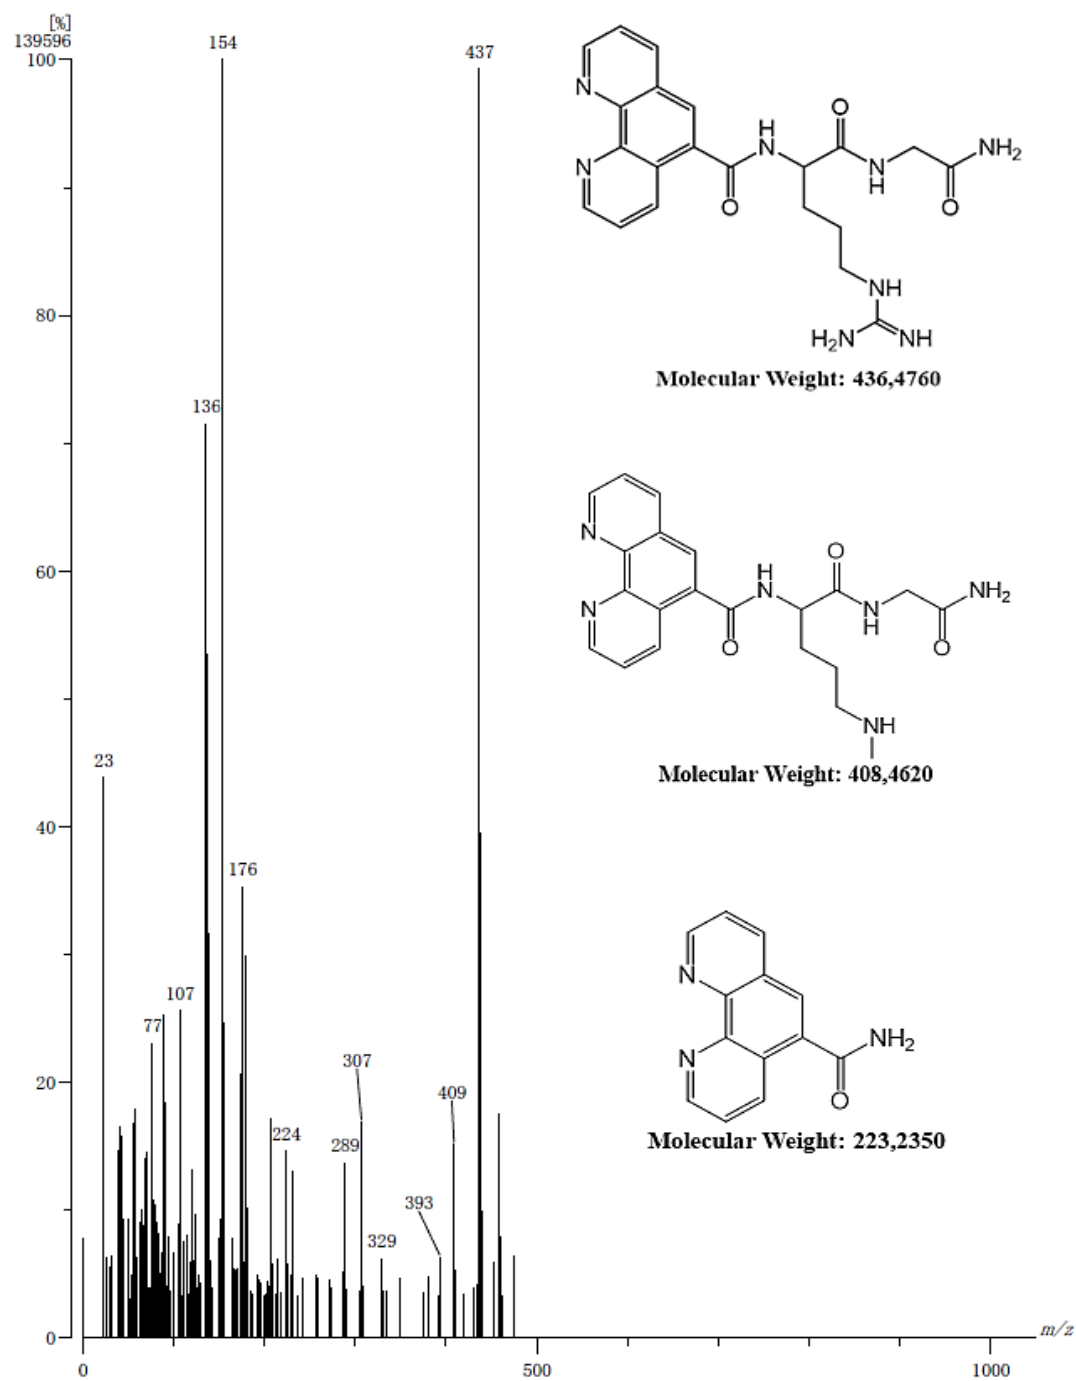 [%]
139596
100
80
60
40
20
0
154
437
136
23
176
107
77
307
409
224
289
393
329
0
500
1000
m/z
N
N
H
N
O
O
N
H
NH2
O
NH
H2N
NH
Molecular Weight: 436,4760
N
N
H
N
O
O
N
H
NH2
O
NH
Molecular Weight: 408,4620
N
N
NH2
O
Molecular Weight: 223,2350